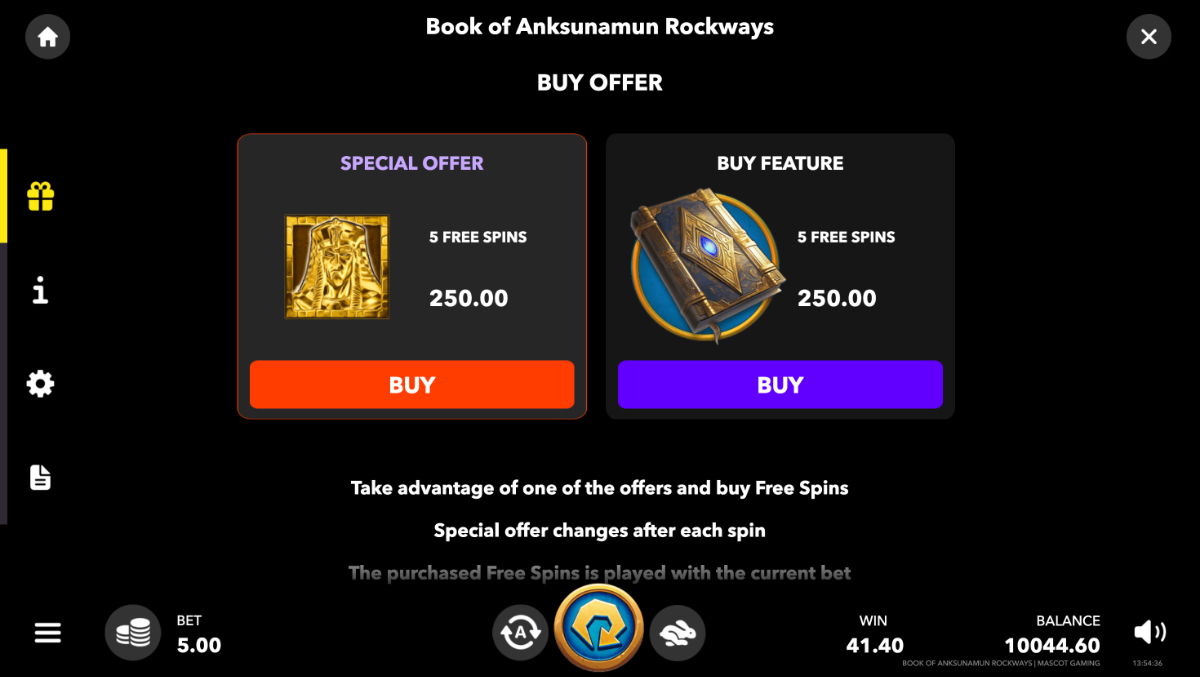 Book of Anksunamun Rockways
BUY OFFER
SPECIAL OFFER
5 FREE SPINS
250.00
BUY
BUY FEATURE
5 FREE SPINS
250.00
BUY
Take advantage of one of the offers and buy Free Spins
Special offer changes after each spin
The purchased Free Spins is played with the current bet
BET
5.00
A
WIN
41.40
BALANCE
10044.60
BOOK OF ANKSUNAMUN ROCKWAYS | MASCOT GAMING
13:54:36